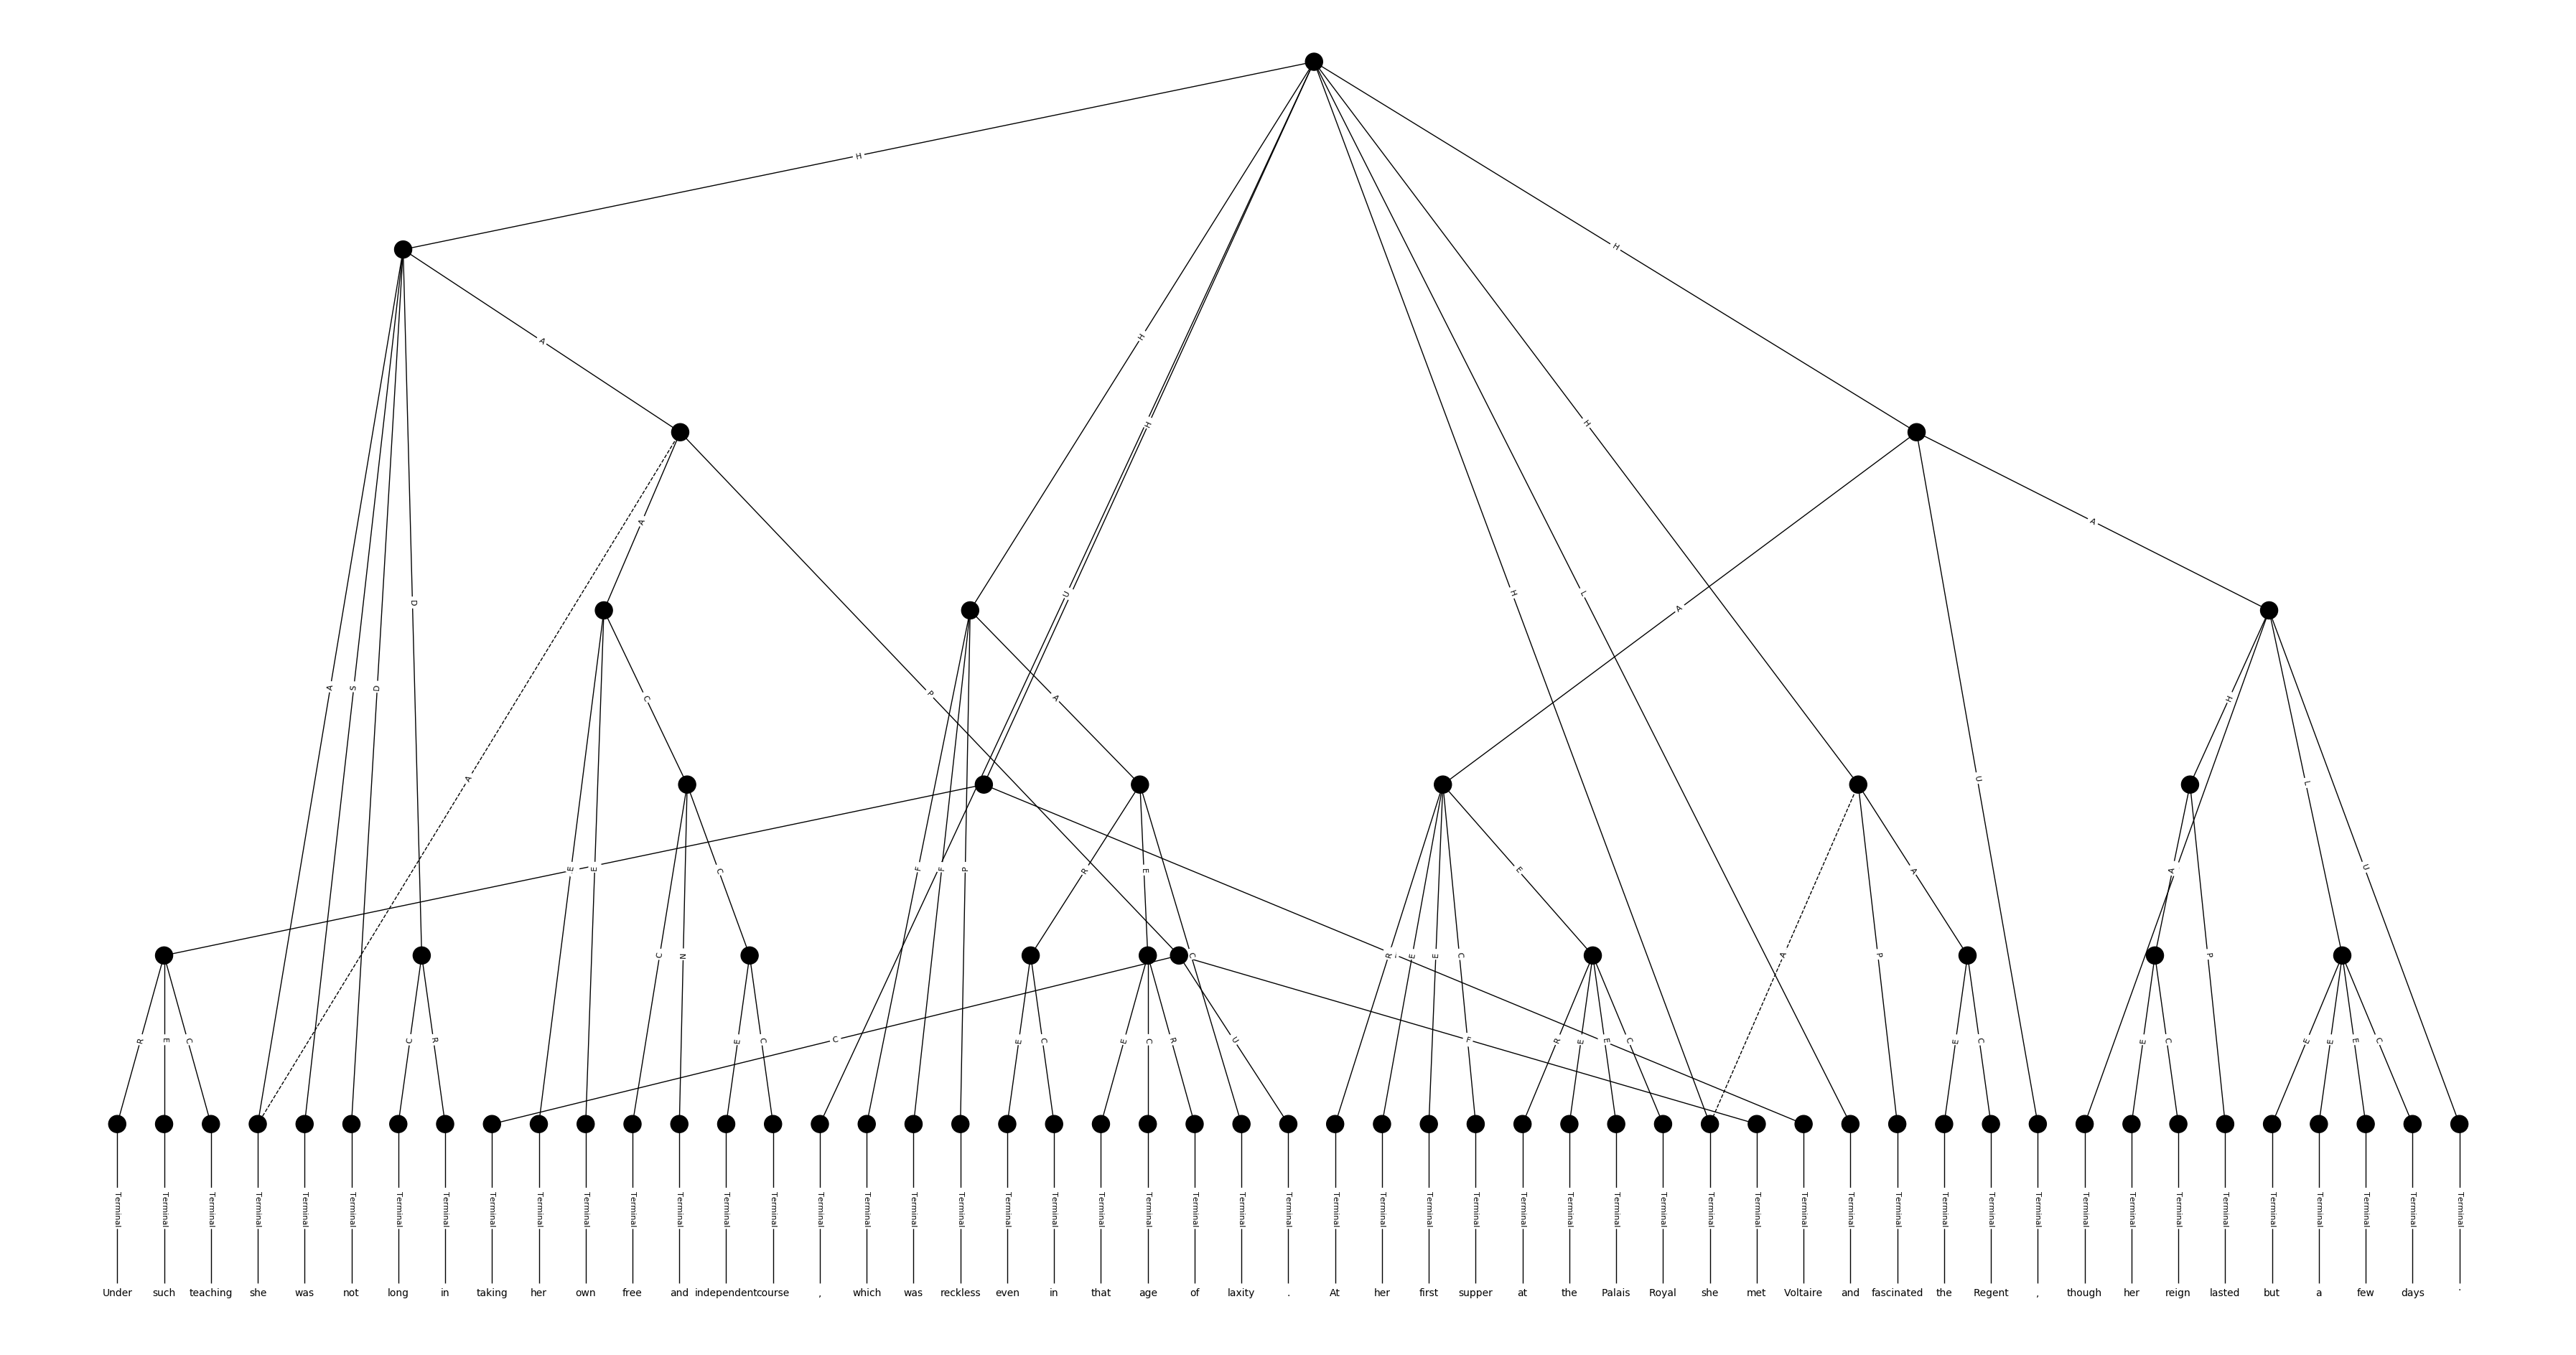 H
H
H
A
H H
A A
D U H L A
A S D C P A H
A U L
E E C F F P R E E A A U
C N C C R E E C A P P
R E C C R E C C E C E C R U F R E E C E C E C E E E C
Terminal Terminal Terminal Terminal Terminal Terminal Terminal Terminal Terminal Terminal Terminal Terminal Terminal Terminal Terminal Terminal Terminal Terminal Terminal Terminal Terminal Terminal Terminal Terminal Terminal Terminal Terminal Terminal Terminal Terminal Terminal Terminal Terminal Terminal Terminal Terminal Terminal Terminal Terminal Terminal Terminal Terminal Terminal Terminal Terminal Terminal Terminal Terminal Terminal Terminal Terminal
Under such teaching she was not long in taking her own free and independent course , which was reckless even in that age of laxity . At her first supper at the Palais Royal she met Voltaire and fascinated the Regent , though her reign lasted but a few days .